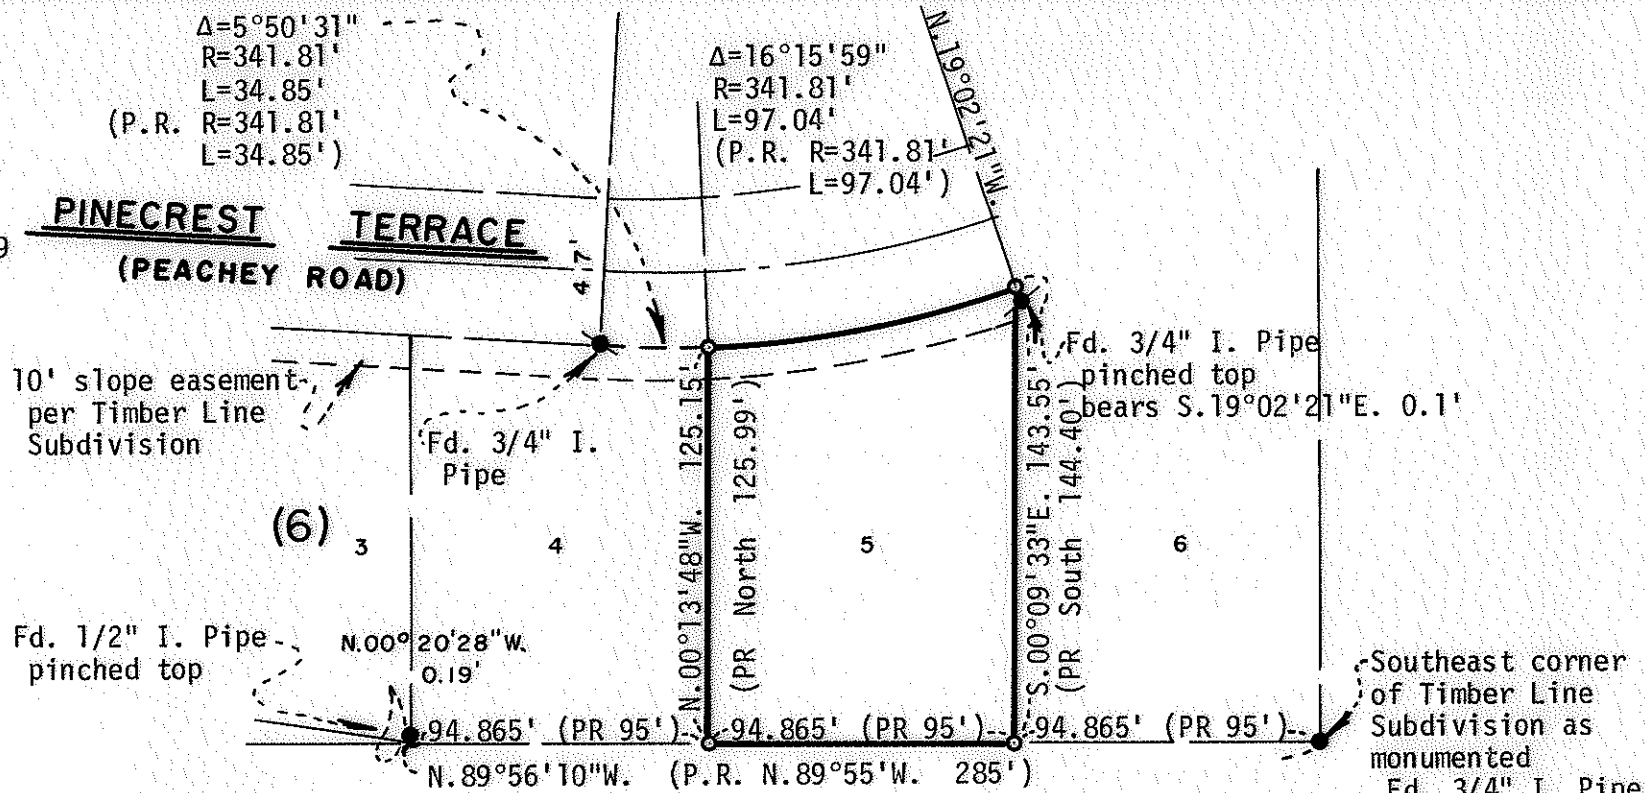 Δ=5°50'31"
R=341.81'
L=34.85'
(P.R. R=341.81'
L=34.85')
Δ=16°15'59"
R=341.81'
L=97.04'
(P.R. R=341.81'
L=97.04')
N.19°02'21"W.
PINECREST TERRACE
(PEACHEY ROAD)
9
47'
10' slope easement
per Timber Line
Subdivision
Fd. 3/4" I.
Pipe
Fd. 3/4" I. Pipe
pinched top
bears S.19°02'21"E. 0.1'
N.00°13'48"W. 125.15'
(PR North 125.99')
S.00°09'33"E. 143.55'
(PR South 144.40')
(6)
3
4
5
6
Fd. 1/2" I. Pipe
pinched top
N.00°20'28"W.
0.19'
94.865' (PR 95')
94.865' (PR 95')
94.865' (PR 95')
N.89°56'10"W. (P.R. N.89°55'W. 285')
Southeast corner
of Timber Line
Subdivision as
monumented
Fd. 3/4" I. Pipe